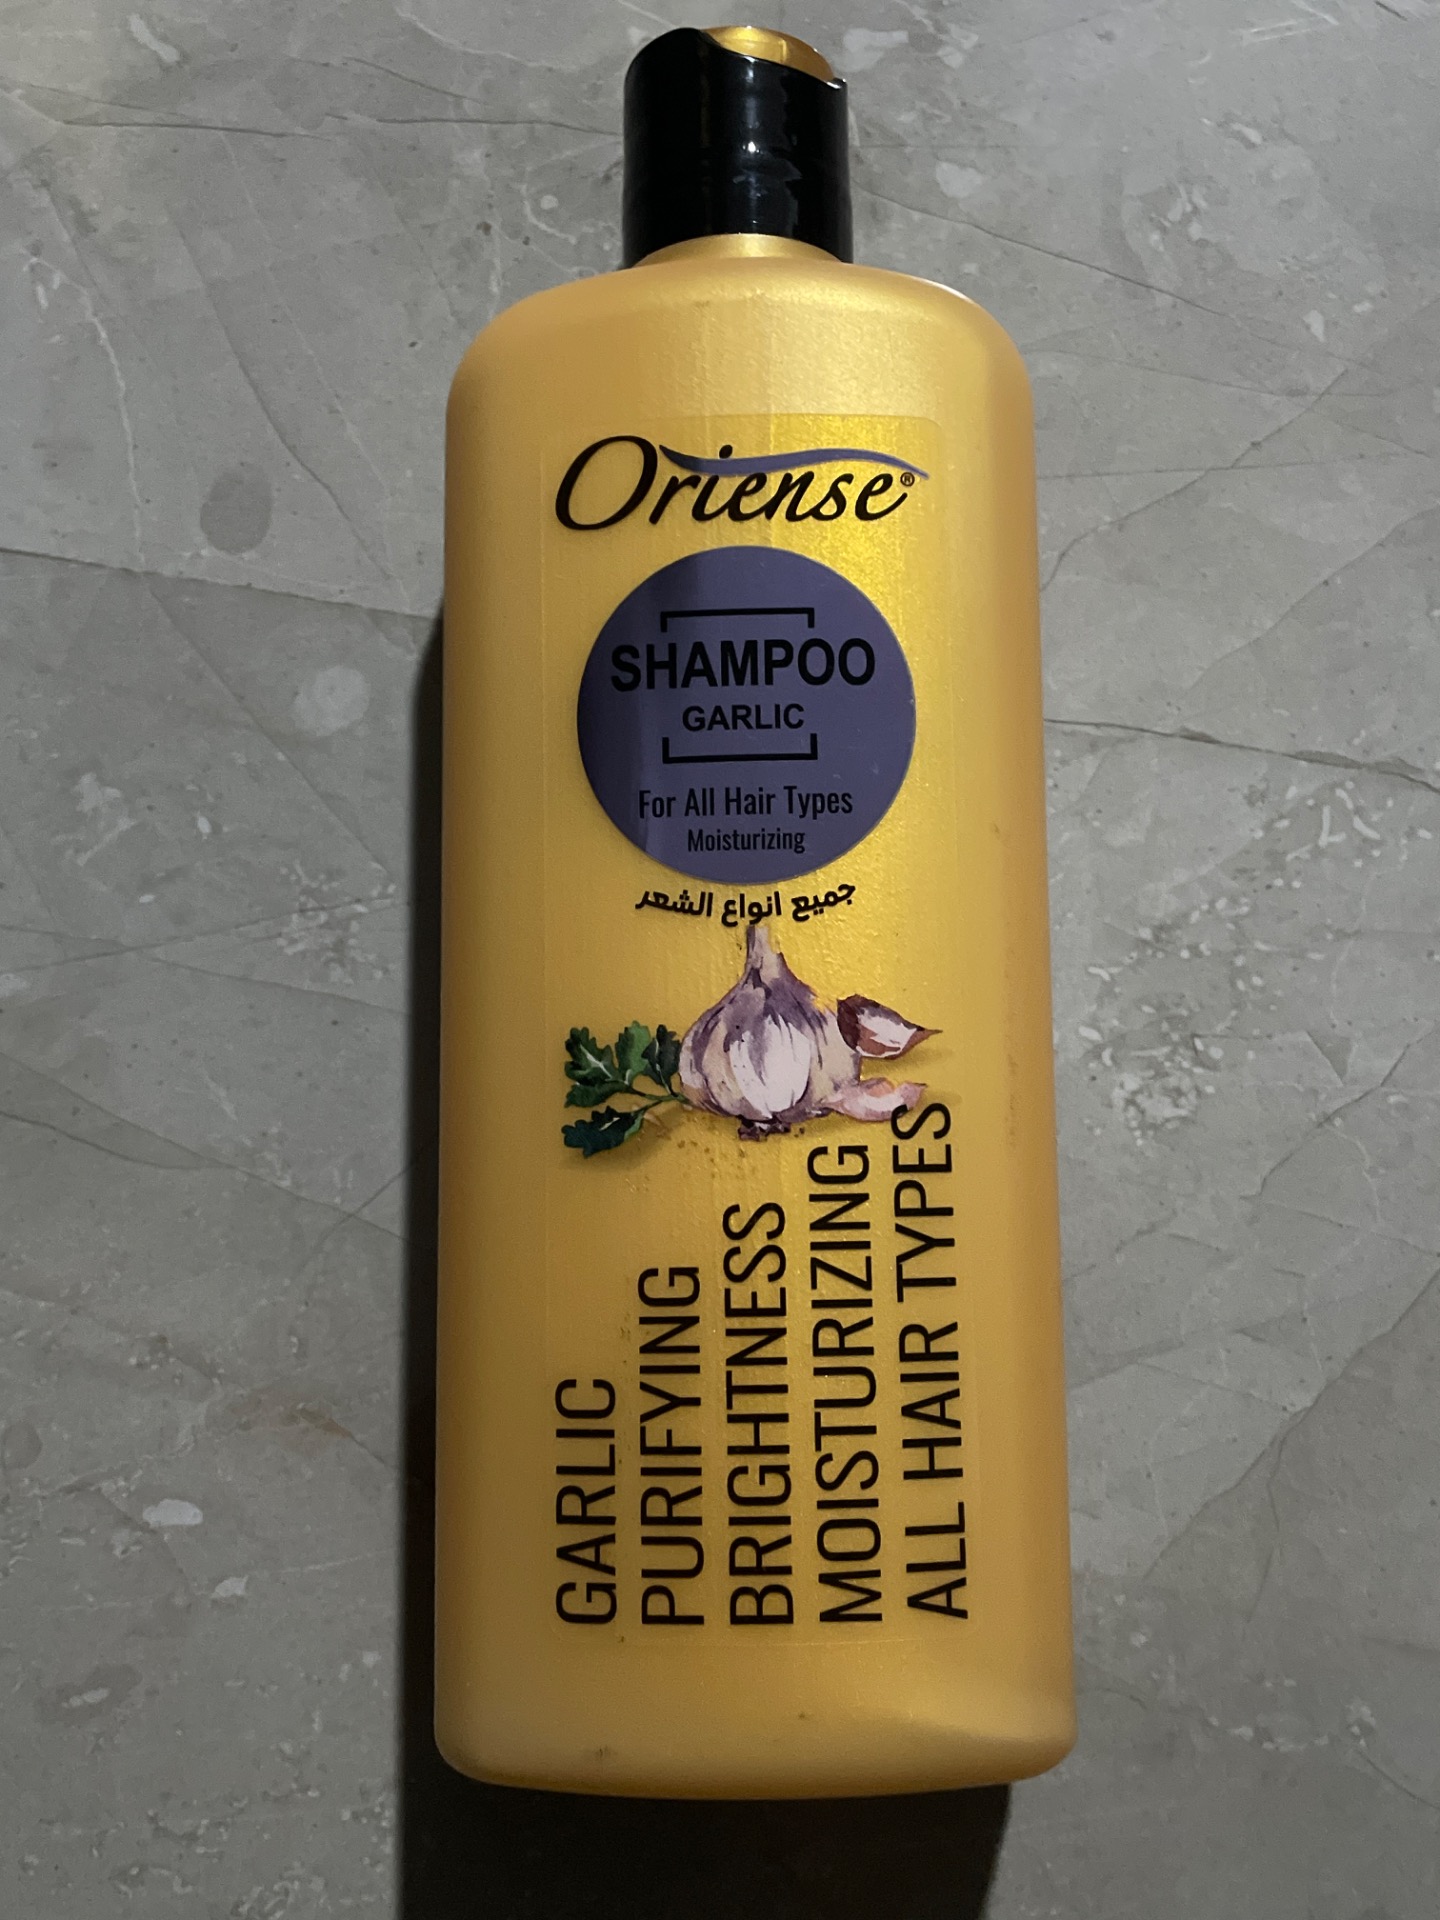 Oriense®
SHAMPOO
GARLIC
For All Hair Types
Moisturizing
جميع انواع الشعر
GARLIC
PURIFYING
BRIGHTNESS
MOISTURIZING
ALL HAIR TYPES